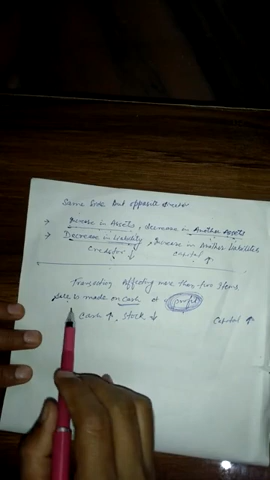 Same Side But opposite direction
→ Increase in Assets, decrease in Another Assets
→ Decrease in Liability, increase in Another Liabilities
Creditor ↓ Capital ↑
Transaction Affecting more than two items
Sale is made on cash at profit
Cash ↑, Stock ↓ Capital ↑